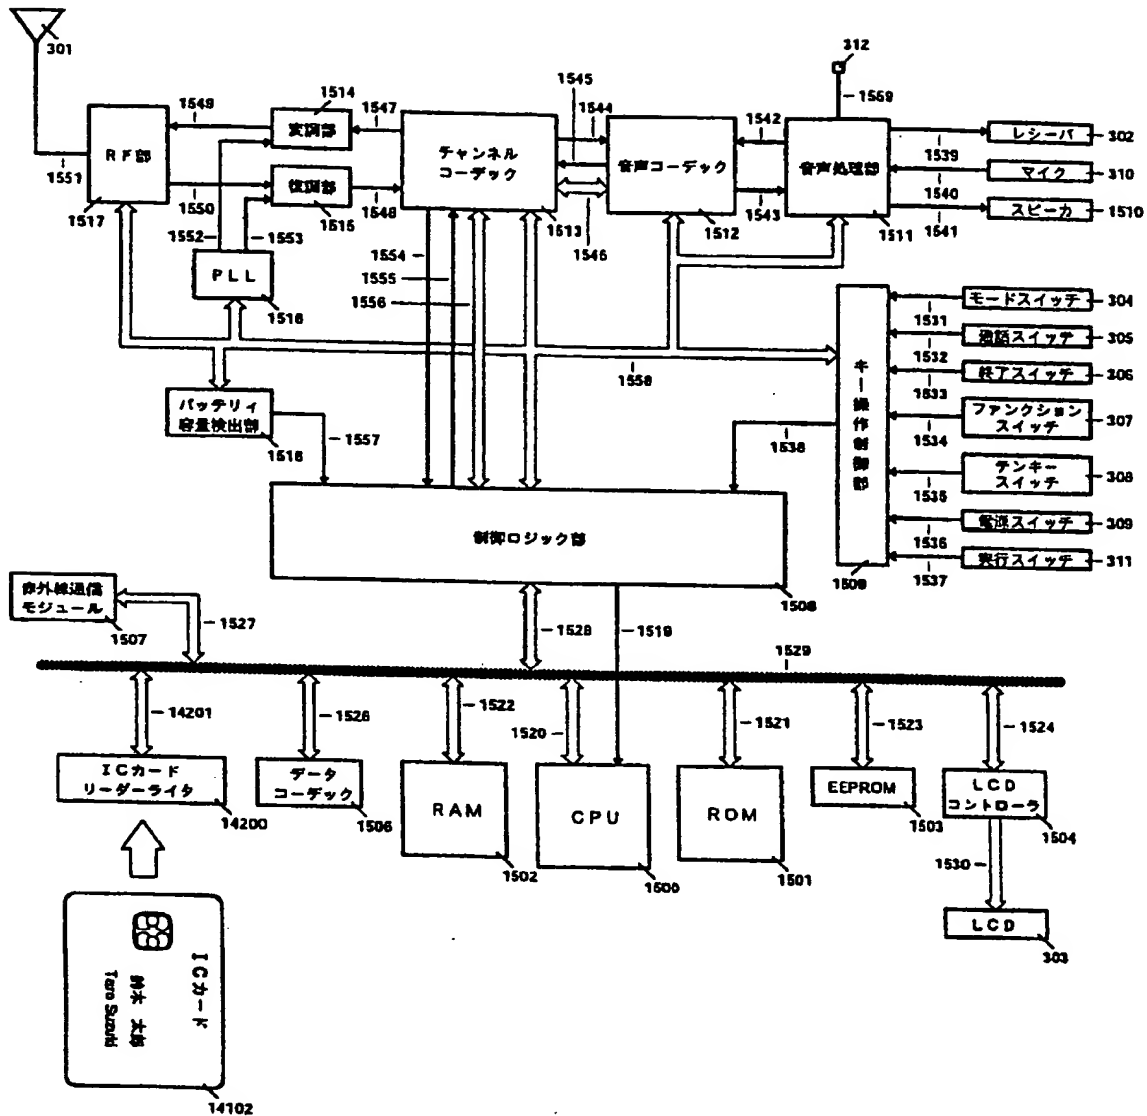 301
312
1545
1544
1514
1549
1547
1542
1559
RF部
変調部
チャンネル
コーデック
音声コーデック
音声処理部
レシーバ
302
1539
マイク
310
1540
スピーカ
1510
1541
1551
1550
復調部
1548
1543
1517
1552
1553
1515
1513
1546
1512
1511
1554
1555
1556
PLL
1516
モードスイッチ
304
1531
通話スイッチ
305
1532
終了スイッチ
306
1533
ファンクション
スイッチ
307
1534
テンキー
スイッチ
308
1535
電源スイッチ
309
1536
実行スイッチ
311
1537
キー操作制御部
1509
1558
バッテリィ
容量検出部
1518
1557
1538
制御ロジック部
1508
赤外線通信
モジュール
1507
1527
1528
1519
1529
14201
1526
1522
1520
1521
1523
1524
ICカード
リーダーライタ
14200
データ
コーデック
1506
RAM
1502
CPU
1500
ROM
1501
EEPROM
1503
LCD
コントローラ
1504
1530
LCD
303
ICカード
鈴木 太郎
Taro Suzuki
14102